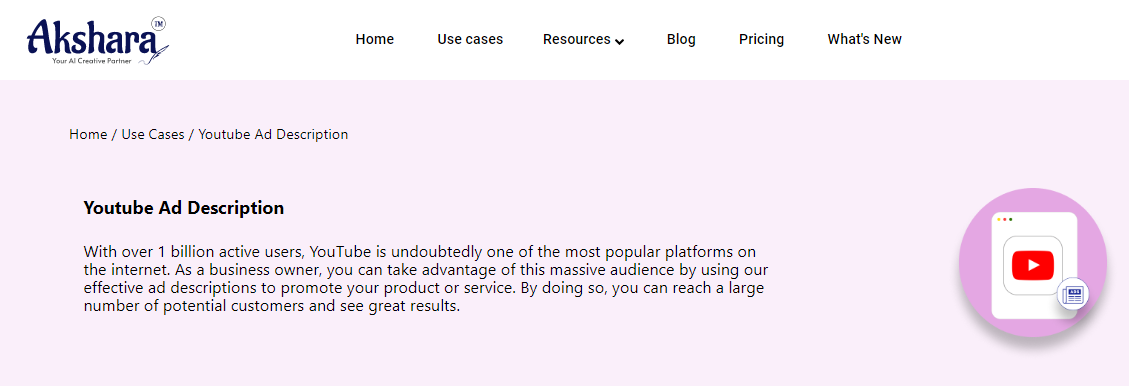 Akshara TM
Your AI Creative Partner
Home Use cases Resources Blog Pricing What's New
Home / Use Cases / Youtube Ad Description
Youtube Ad Description
With over 1 billion active users, YouTube is undoubtedly one of the most popular platforms on
the internet. As a business owner, you can take advantage of this massive audience by using our
effective ad descriptions to promote your product or service. By doing so, you can reach a large
number of potential customers and see great results.
ADS